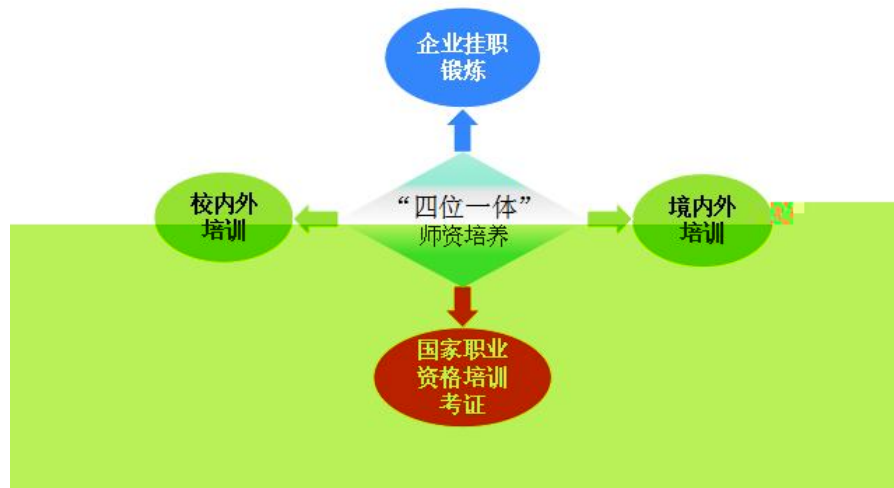 企业挂职
锻炼
校内外
培训
“四位一体”
师资培养
境内外
培训
国家职业
资格培训
考证